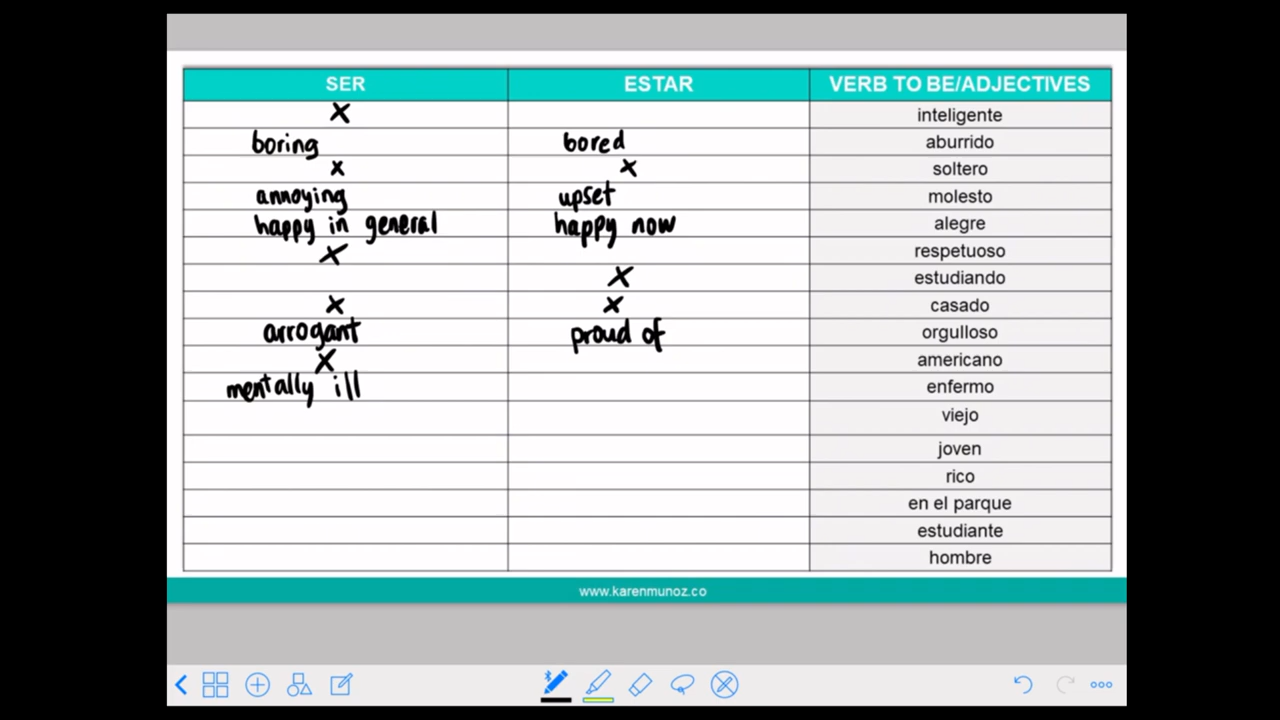 SER ESTAR VERB TO BE/ADJECTIVES
X inteligente
boring bored aburrido
x x soltero
annoying upset molesto
happy in general happy now alegre
X respetuoso
X estudiando
x x casado
arrogant proud of orgulloso
X americano
mentally ill enfermo
viejo
joven
rico
en el parque
estudiante
hombre
www.karenmunoz.co